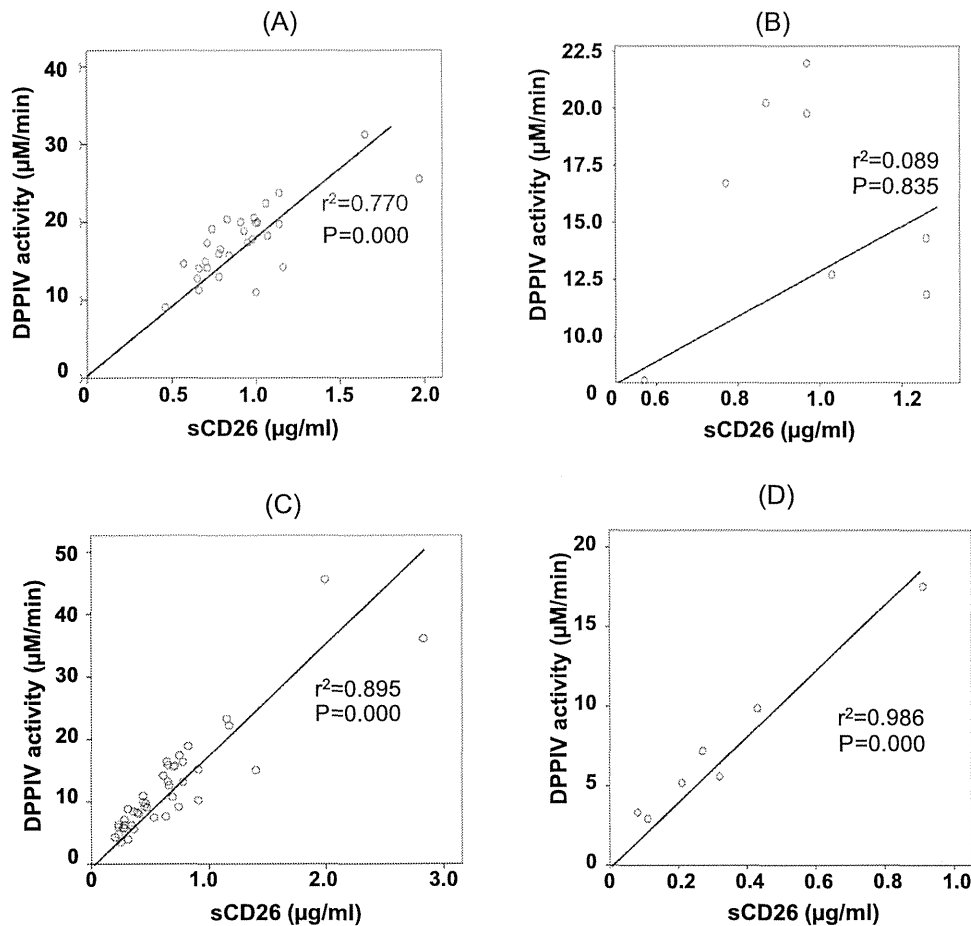 (A)
DPPIV activity (µM/min)
40
30
20
10
0
r²=0.770
P=0.000
0 0.5 1.0 1.5 2.0
sCD26 (µg/ml)
(B)
DPPIV activity (µM/min)
22.5
20.0
17.5
15.0
12.5
10.0
0
r²=0.089
P=0.835
0 0.6 0.8 1.0 1.2
sCD26 (µg/ml)
(C)
DPPIV activity (µM/min)
50
40
30
20
10
0
r²=0.895
P=0.000
0 1.0 2.0 3.0
sCD26 (µg/ml)
(D)
DPPIV activity (µM/min)
20
15
10
5
0
r²=0.986
P=0.000
0 0.2 0.4 0.6 0.8 1.0
sCD26 (µg/ml)